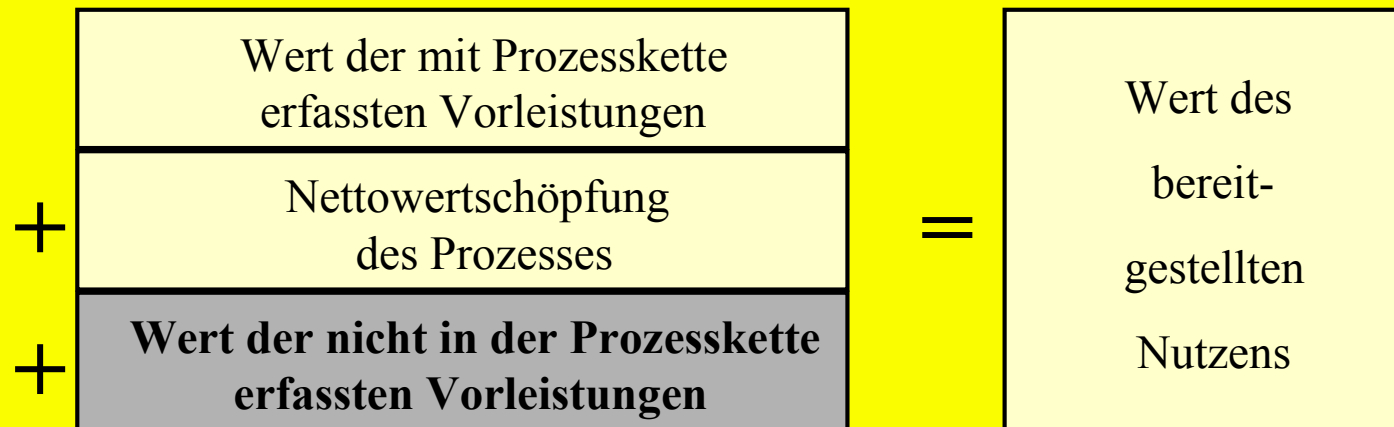 Wert der mit Prozesskette
erfassten Vorleistungen
+
Nettowertschöpfung
des Prozesses
+
Wert der nicht in der Prozesskette
erfassten Vorleistungen
=
Wert des
bereit-
gestellten
Nutzens